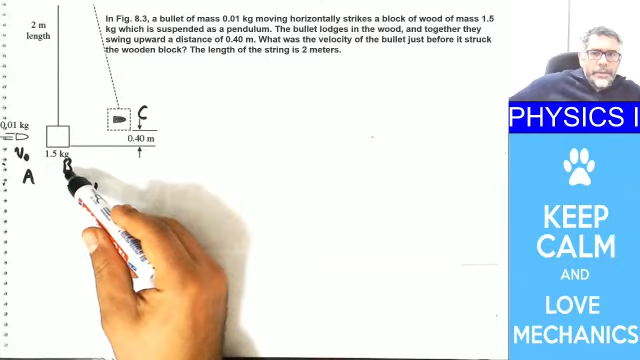 2 m
length
In Fig. 8.3, a bullet of mass 0.01 kg moving horizontally strikes a block of wood of mass 1.5
kg which is suspended as a pendulum. The bullet lodges in the wood, and together they
swing upward a distance of 0.40 m. What was the velocity of the bullet just before it struck
the wooden block? The length of the string is 2 meters.
C
0,01 kg
0.40 m
V₀
1.5 kg
B
A
PHYSICS I
KEEP
CALM
AND
LOVE
MECHANICS